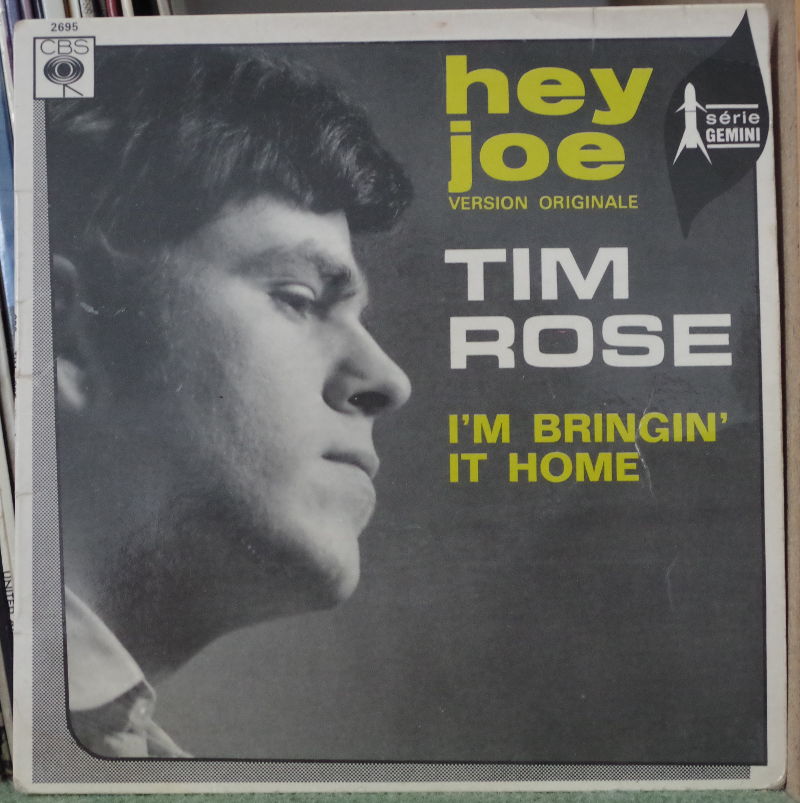 2695
CBS
hey
joe
VERSION ORIGINALE
série
GEMINI
TIM
ROSE
I'M BRINGIN'
IT HOME